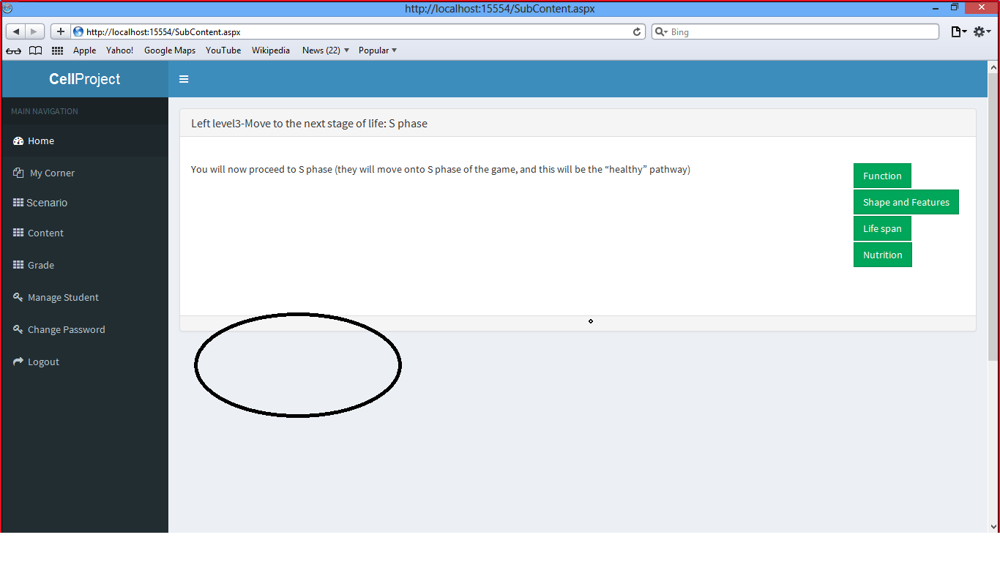 http://localhost:15554/SubContent.aspx
http://localhost:15554/SubContent.aspx
Bing
Apple Yahoo! Google Maps YouTube Wikipedia News (22) Popular
CellProject
MAIN NAVIGATION
Home
My Corner
Scenario
Content
Grade
Manage Student
Change Password
Logout
Left level3-Move to the next stage of life: S phase
You will now proceed to S phase (they will move onto S phase of the game, and this will be the “healthy” pathway)
Function
Shape and Features
Life span
Nutrition